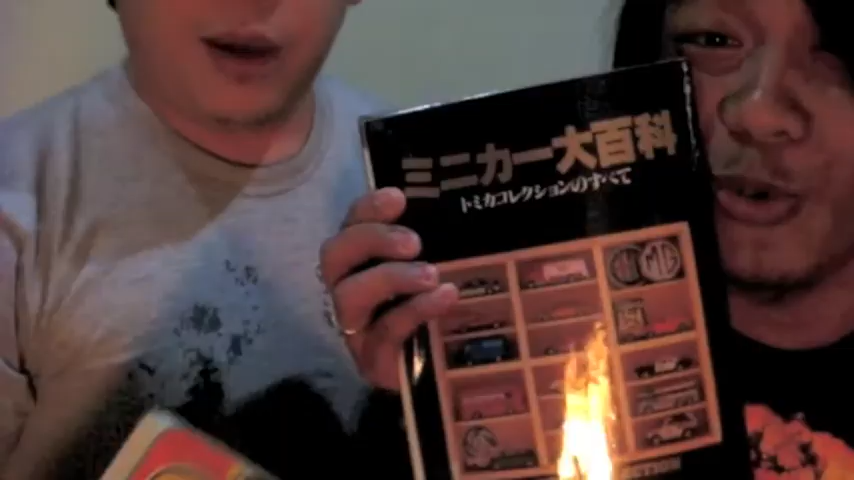 ミニカー大百科
トミカコレクションのすべて
MG